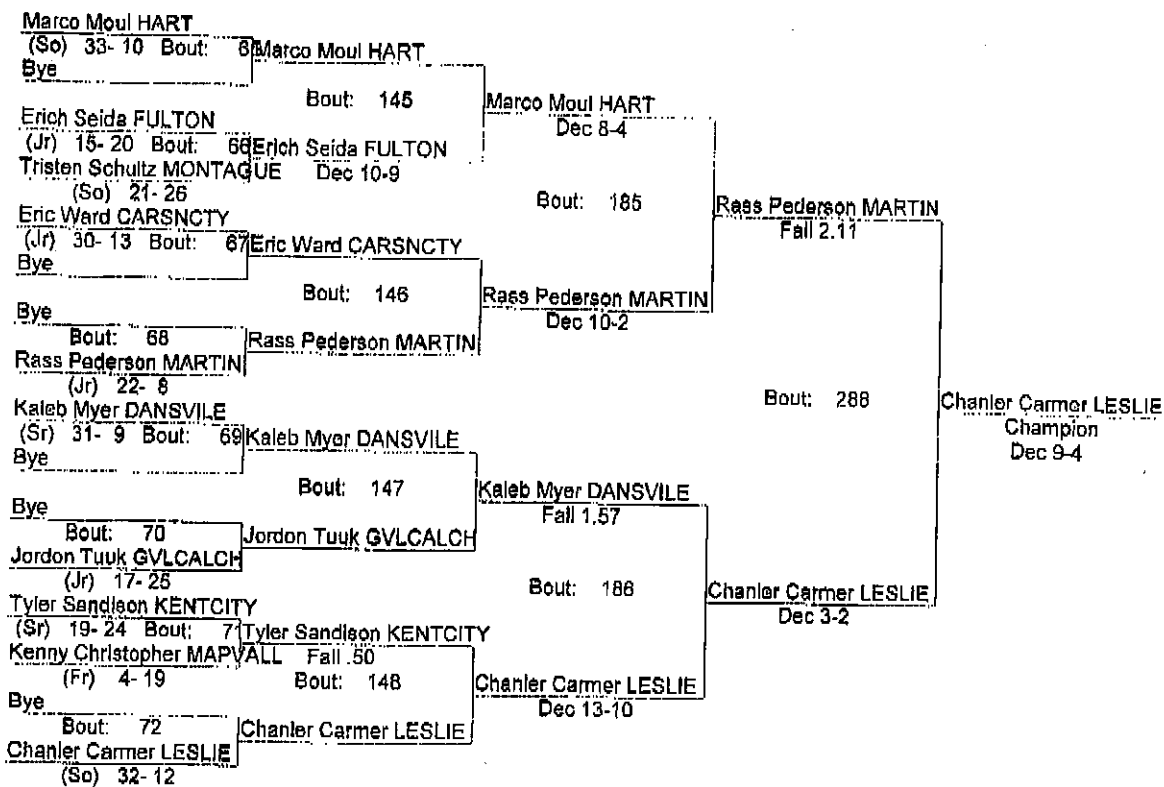 Marco Moul HART
(So) 33- 10 Bout: 6 Marco Moul HART
Bye
Bout: 145 Marco Moul HART
Dec 8-4
Erich Seida FULTON
(Jr) 15- 20 Bout: 66 Erich Seida FULTON
Tristen Schultz MONTAGUE Dec 10-9
(So) 21- 26
Bout: 185 Rass Pederson MARTIN
Fall 2.11
Eric Ward CARSNCTY
(Jr) 30- 13 Bout: 67 Eric Ward CARSNCTY
Bye
Bout: 146 Rass Pederson MARTIN
Dec 10-2
Bye
Bout: 68 Rass Pederson MARTIN
Rass Pederson MARTIN
(Jr) 22- 8
Bout: 288 Chanler Carmer LESLIE
Champion
Dec 9-4
Kaleb Myer DANSVILE
(Sr) 31- 9 Bout: 69 Kaleb Myer DANSVILE
Bye
Bout: 147 Kaleb Myer DANSVILE
Fall 1.57
Bye
Bout: 70 Jordon Tuuk GVLCALCH
Jordon Tuuk GVLCALCH
(Jr) 17- 25
Bout: 186 Chanler Carmer LESLIE
Dec 3-2
Tyler Sandison KENTCITY
(Sr) 19- 24 Bout: 71 Tyler Sandison KENTCITY
Kenny Christopher MAPVALL Fall .50
(Fr) 4- 19
Bout: 148 Chanler Carmer LESLIE
Dec 13-10
Bye
Bout: 72 Chanler Carmer LESLIE
Chanler Carmer LESLIE
(So) 32- 12